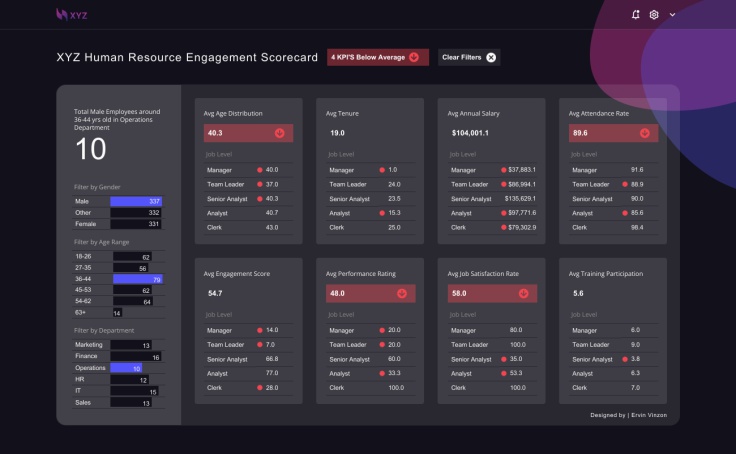 XYZ
XYZ Human Resource Engagement Scorecard
4 KPI'S Below Average
Clear Filters
Total Male Employees around
36-44 yrs old in Operations
Department
10
Filter by Gender
Male 337
Other 332
Female 331
Filter by Age Range
18-26 62
27-35 56
36-44 79
45-53 62
54-62 64
63+ 14
Filter by Department
Marketing 13
Finance 16
Operations 10
HR 12
IT 15
Sales 13
Avg Age Distribution
40.3
Job Level
Manager 40.0
Team Leader 37.0
Senior Analyst 40.3
Analyst 40.7
Clerk 43.0
Avg Tenure
19.0
Job Level
Manager 1.0
Team Leader 24.0
Senior Analyst 23.5
Analyst 15.3
Clerk 25.0
Avg Annual Salary
$104,001.1
Job Level
Manager $37,883.1
Team Leader $86,994.1
Senior Analyst $135,629.1
Analyst $97,771.6
Clerk $79,302.9
Avg Attendance Rate
89.6
Job Level
Manager 91.6
Team Leader 88.9
Senior Analyst 90.0
Analyst 85.6
Clerk 98.4
Avg Engagement Score
54.7
Job Level
Manager 14.0
Team Leader 7.0
Senior Analyst 66.8
Analyst 77.0
Clerk 28.0
Avg Performance Rating
48.0
Job Level
Manager 20.0
Team Leader 20.0
Senior Analyst 60.0
Analyst 33.3
Clerk 100.0
Avg Job Satisfaction Rate
58.0
Job Level
Manager 80.0
Team Leader 100.0
Senior Analyst 35.0
Analyst 53.3
Clerk 100.0
Avg Training Participation
5.6
Job Level
Manager 6.0
Team Leader 9.0
Senior Analyst 3.8
Analyst 6.3
Clerk 7.0
Designed by | Ervin Vinzon